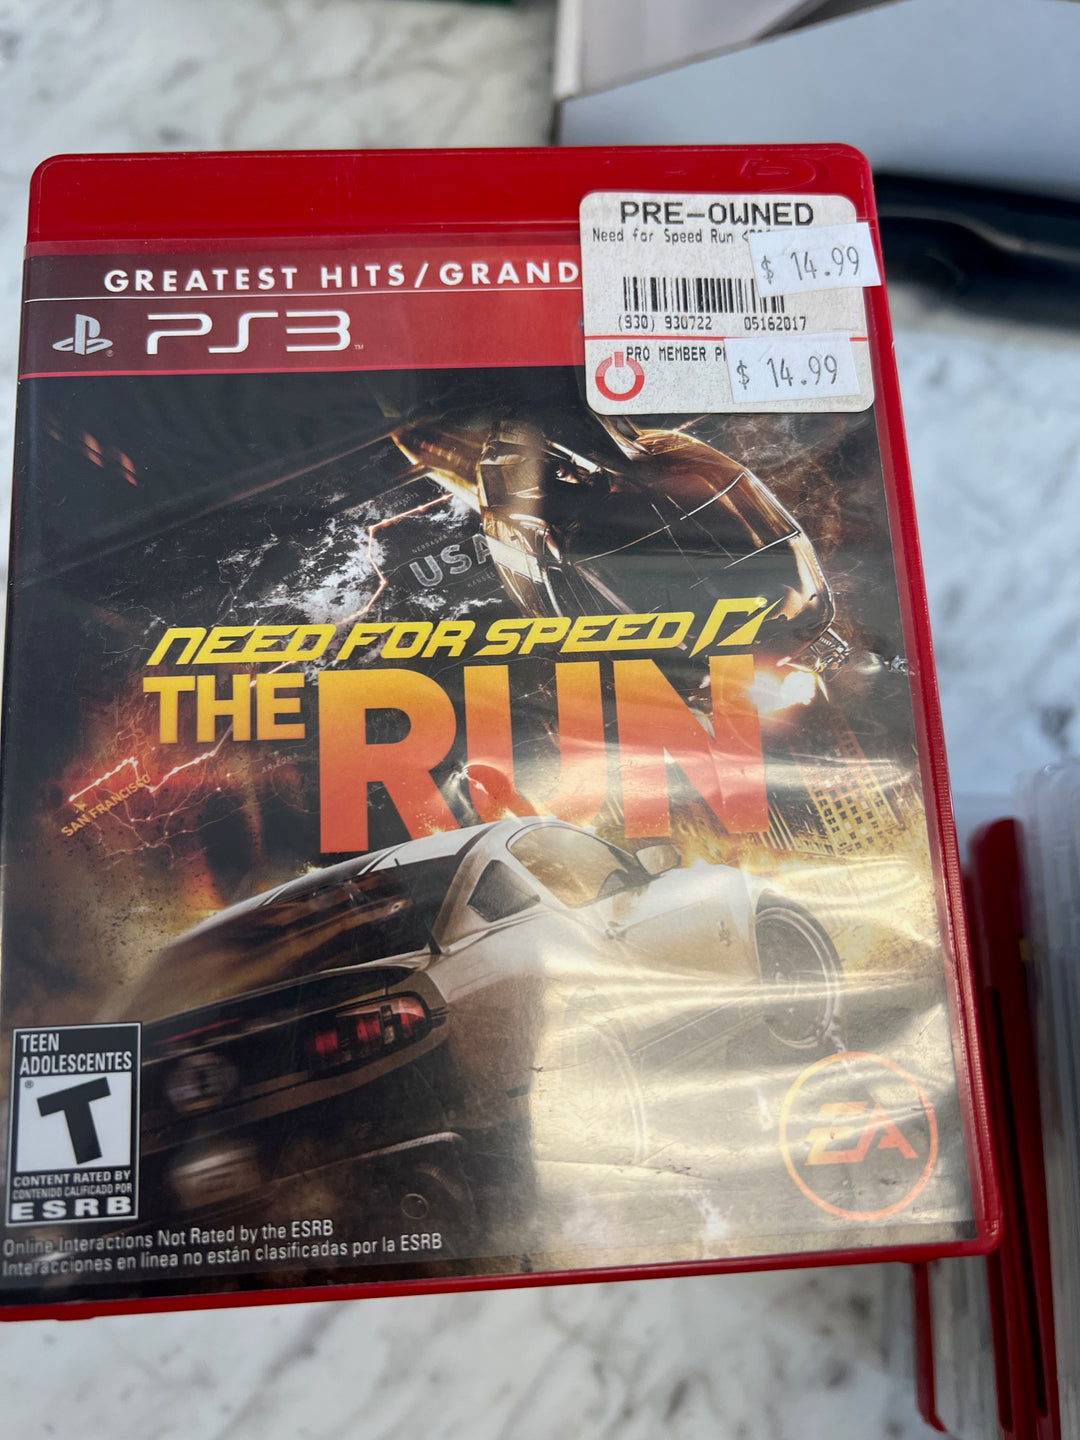 PRE-OWNED
Need for Speed Run
$ 14.99
(930) 930722 05162017
PRO MEMBER
$ 14.99
GREATEST HITS/GRAND
PS3
USA
NEED FOR SPEED
THE RUN
SAN FRANCISCO
TEEN
ADOLESCENTES
T
CONTENT RATED BY
CONTENIDO CALIFICADO POR
ESRB
EA
Online Interactions Not Rated by the ESRB
Interacciones en línea no están clasificadas por la ESRB